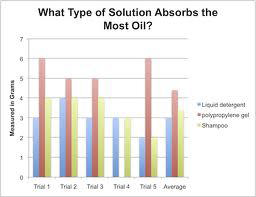 What Type of Solution Absorbs the
Most Oil?
Measured in Grams
8
7
6
5
4
3
2
1
0
Trial 1 Trial 2 Trial 3 Trial 4 Trial 5 Average
Liquid detergent
polypropylene gel
Shampoo